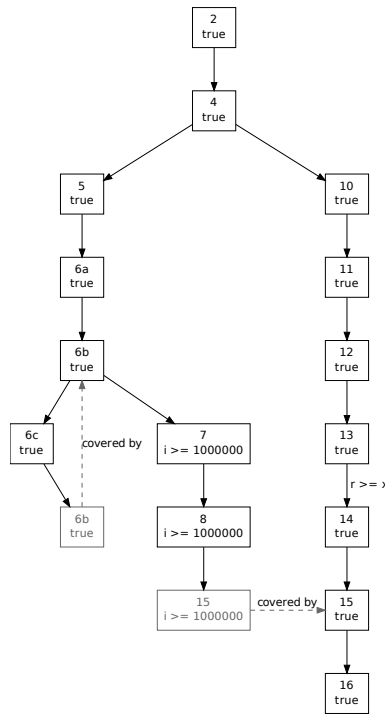 2
true
4
true
5
true
10
true
6a
true
11
true
6b
true
12
true
6c
true
covered by
7
i >= 1000000
13
true
r >= x
6b
true
8
i >= 1000000
14
true
15
i >= 1000000
covered by
15
true
16
true